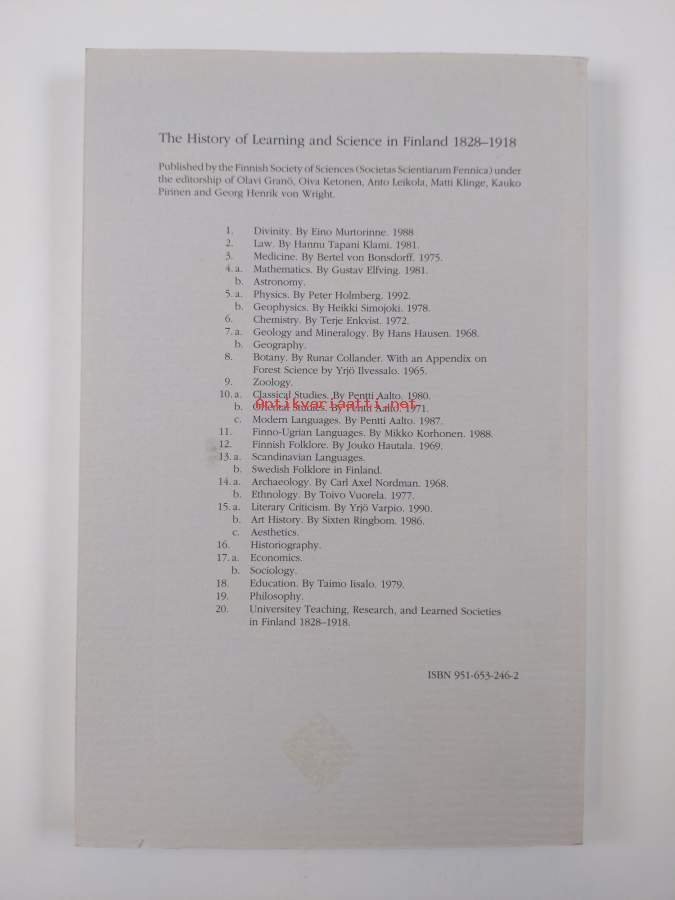 The History of Learning and Science in Finland 1828–1918
Published by the Finnish Society of Sciences (Societas Scientiarum Fennica) under
the editorship of Olavi Granö, Oiva Ketonen, Anto Leikola, Matti Klinge, Kauko
Pirinen and Georg Henrik von Wright.
1. Divinity. By Eino Murtorinne. 1988
2. Law. By Hannu Tapani Klami. 1981.
3. Medicine. By Bertel von Bonsdorff. 1975.
4. a. Mathematics. By Gustav Elfving. 1981.
b. Astronomy.
5. a. Physics. By Peter Holmberg. 1992.
b. Geophysics. By Heikki Simojoki. 1978.
6. Chemistry. By Terje Enkvist. 1972.
7. a. Geology and Mineralogy. By Hans Hausen. 1968.
b. Geography.
8. Botany. By Runar Collander. With an Appendix on
Forest Science by Yrjö Ilvessalo. 1965.
9. Zoology.
10. a. Classical Studies. By Pentti Aalto. 1980.
Antikvariaatti.net
b. Oriental Studies. By Pentti Aalto. 1971.
c. Modern Languages. By Pentti Aalto. 1987.
11. Finno-Ugrian Languages. By Mikko Korhonen. 1988.
12. Finnish Folklore. By Jouko Hautala. 1969.
13. a. Scandinavian Languages.
b. Swedish Folklore in Finland.
14. a. Archaeology. By Carl Axel Nordman. 1968.
b. Ethnology. By Toivo Vuorela. 1977.
15. a. Literary Criticism. By Yrjö Varpio. 1990.
b. Art History. By Sixten Ringbom. 1986.
c. Aesthetics.
16. Historiography.
17. a. Economics.
b. Sociology.
18. Education. By Taimo Iisalo. 1979.
19. Philosophy.
20. Universitey Teaching, Research, and Learned Societies
in Finland 1828–1918.
ISBN 951-653-246-2